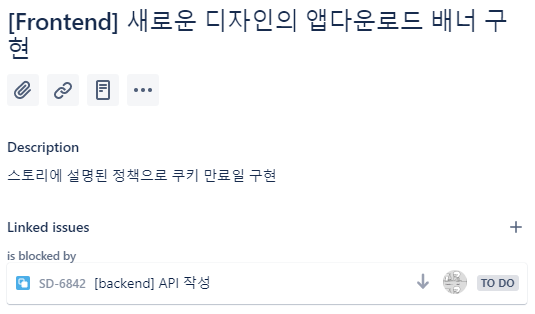 [Frontend] 새로운 디자인의 앱다운로드 배너 구
현
Description
스토리에 설명된 정책으로 쿠키 만료일 구현
Linked issues
is blocked by
SD-6842 [backend] API 작성 TO DO